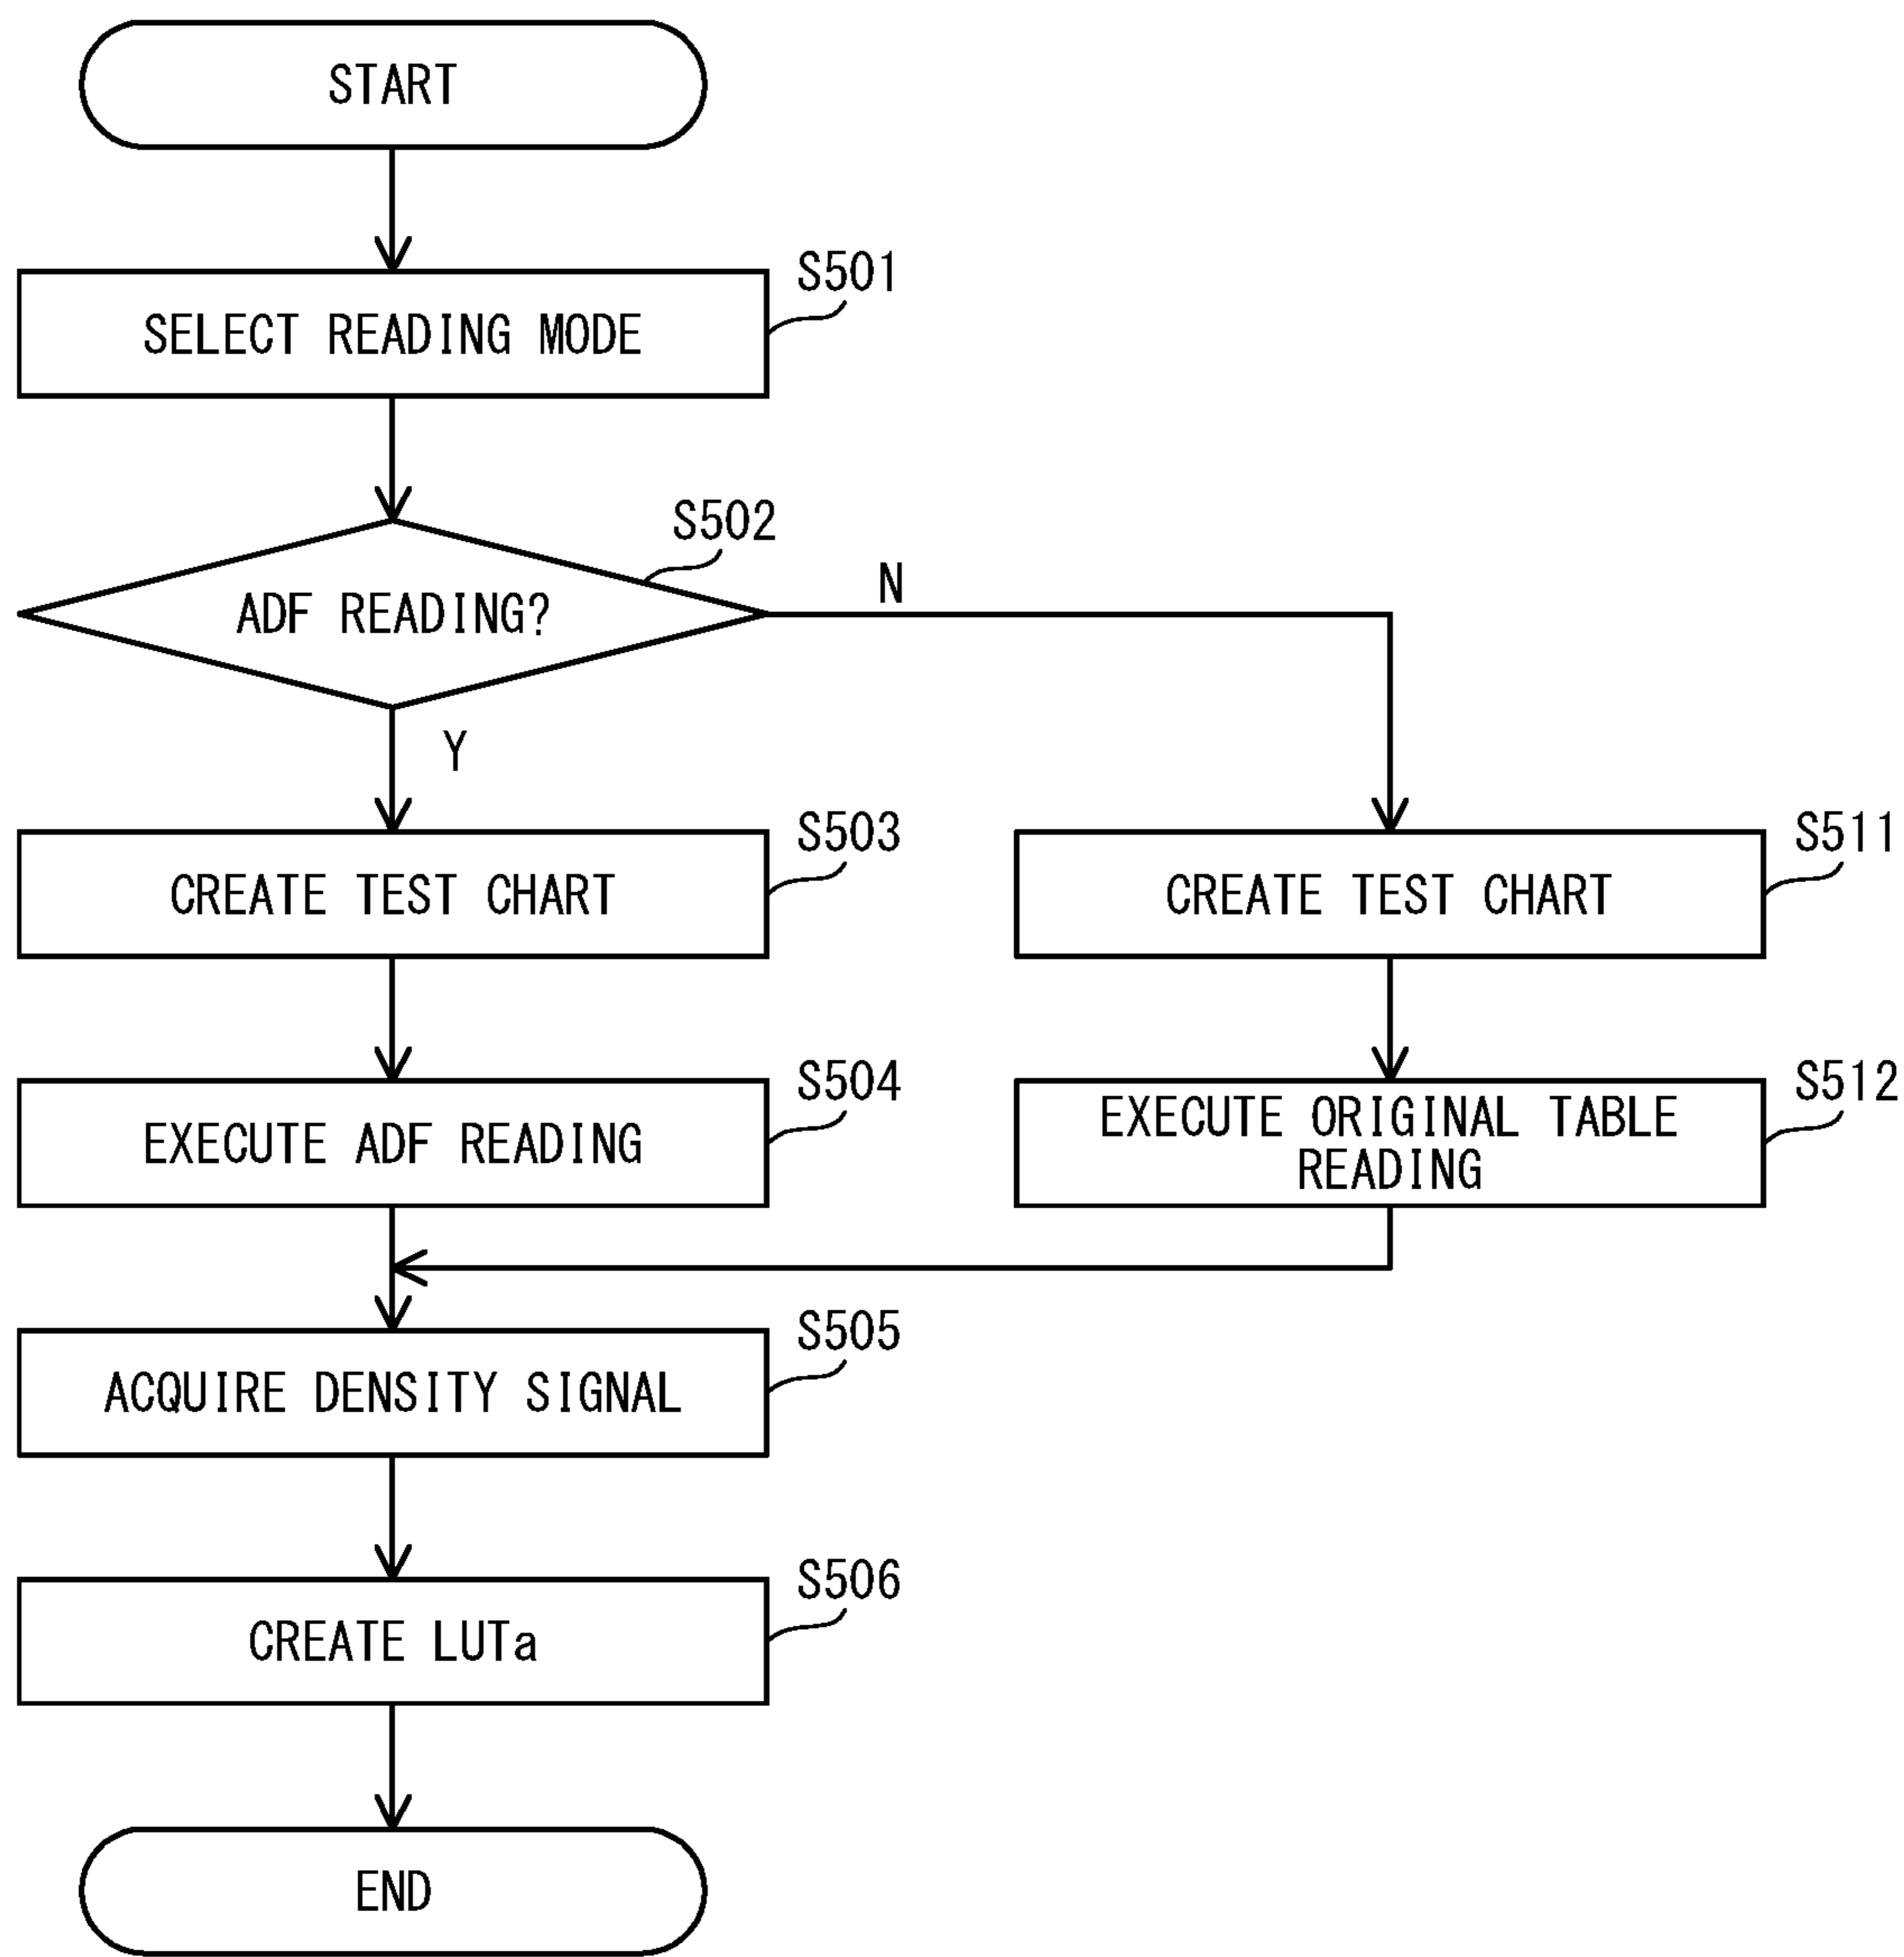 START
S501
SELECT READING MODE
S502
ADF READING?
N
Y
S503
CREATE TEST CHART
S511
CREATE TEST CHART
S504
EXECUTE ADF READING
S512
EXECUTE ORIGINAL TABLE
READING
S505
ACQUIRE DENSITY SIGNAL
S506
CREATE LUTa
END